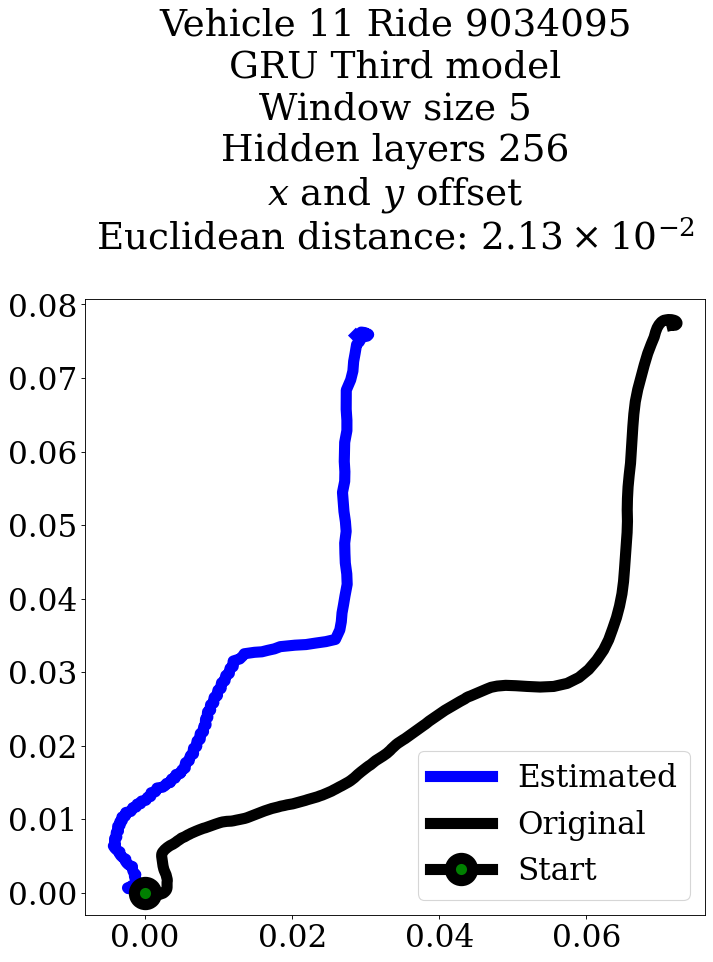 Vehicle 11 Ride 9034095
GRU Third model
Window size 5
Hidden layers 256
x and y offset
Euclidean distance: 2.13 × 10⁻²
0.08
0.07
0.06
0.05
0.04
0.03
0.02
0.01
0.00
Estimated
Original
Start
0.00 0.02 0.04 0.06